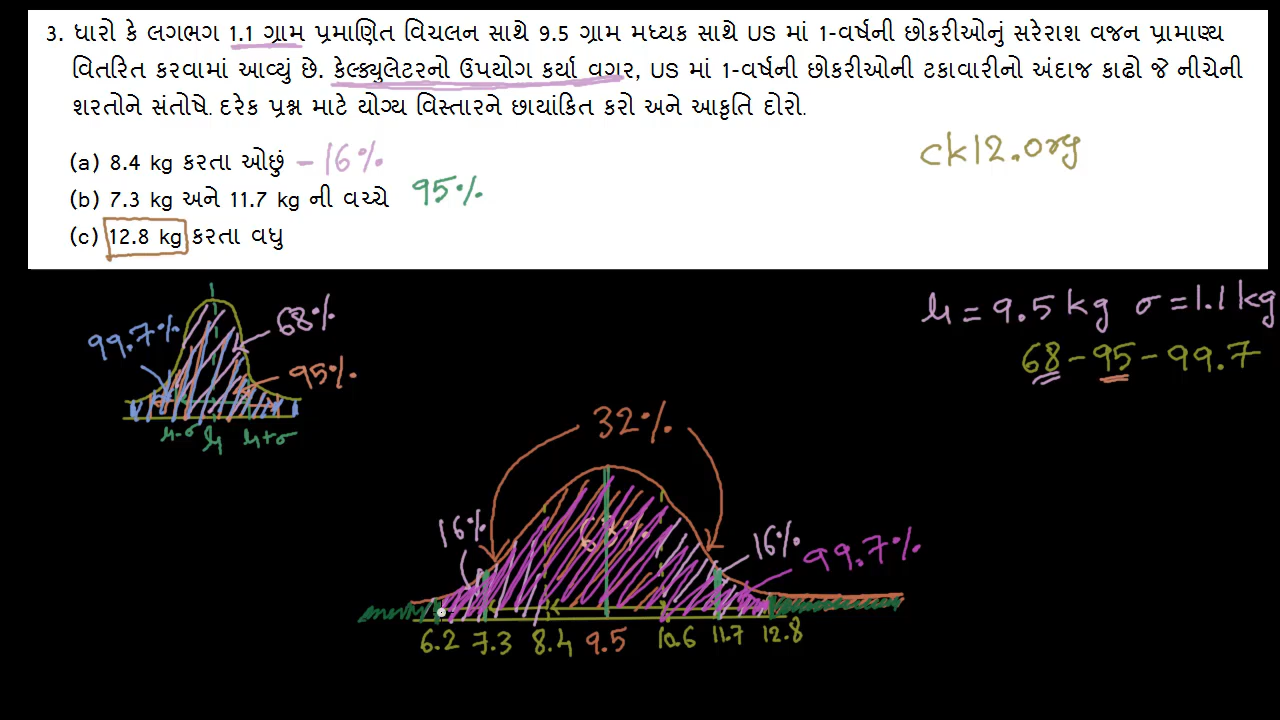 3. ધારો કે લગભગ 1.1 ગ્રામ પ્રમાણિત વિચલન સાથે 9.5 ગ્રામ મધ્યક સાથે US માં 1-વર્ષની છોકરીઓનું સરેરાશ વજન પ્રામાણ્ય
વિતરિત કરવામાં આવ્યું છે. કેલ્ક્યુલેટરનો ઉપયોગ કર્યા વગર, US માં 1-વર્ષની છોકરીઓની ટકાવારીનો અંદાજ કાઢો જે નીચેની
શરતોને સંતોષે. દરેક પ્રશ્ન માટે યોગ્ય વિસ્તારને છાયાંકિત કરો અને આકૃતિ દોરો.
ck12.org
(a) 8.4 kg કરતા ઓછું - 16%
(b) 7.3 kg અને 11.7 kg ની વચ્ચે 95%
(c) 12.8 kg કરતા વધુ
μ = 9.5 kg σ = 1.1 kg
68 - 95 - 99.7
99.7% 68%
95%
μ-σ μ μ+σ
32%
16% 68% 16% 99.7%
6.2 7.3 8.4 9.5 10.6 11.7 12.8